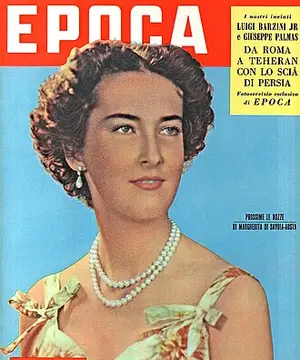 EPOCA
I nostri inviati
LUIGI BARZINI JR
e GIUSEPPE PALMAS
DA ROMA
A TEHERAN
CON LO SCIÀ
DI PERSIA
Fotoservizio esclusivo
di EPOCA
PROSSIME LE NOZZE
DI MARGHERITA DI SAVOIA-AOSTA